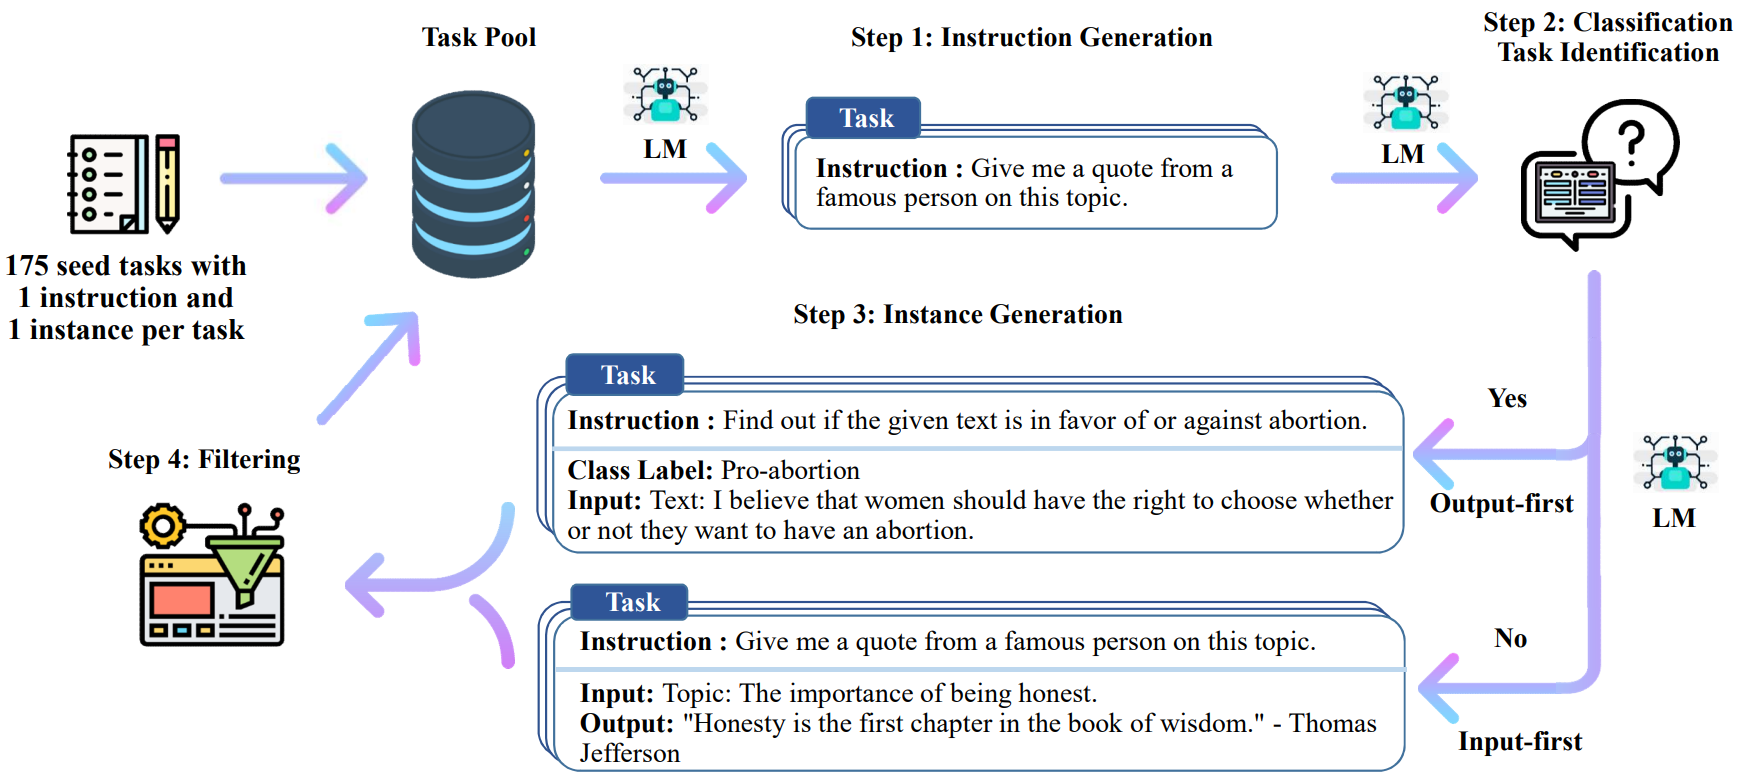 Task Pool
Step 1: Instruction Generation
Step 2: Classification
Task Identification
LM
Task
Instruction : Give me a quote from a
famous person on this topic.
LM
175 seed tasks with
1 instruction and
1 instance per task
Step 3: Instance Generation
Task
Instruction : Find out if the given text is in favor of or against abortion.
Class Label: Pro-abortion
Input: Text: I believe that women should have the right to choose whether
or not they want to have an abortion.
Yes
Output-first
LM
Step 4: Filtering
Task
Instruction : Give me a quote from a famous person on this topic.
Input: Topic: The importance of being honest.
Output: "Honesty is the first chapter in the book of wisdom." - Thomas
Jefferson
No
Input-first